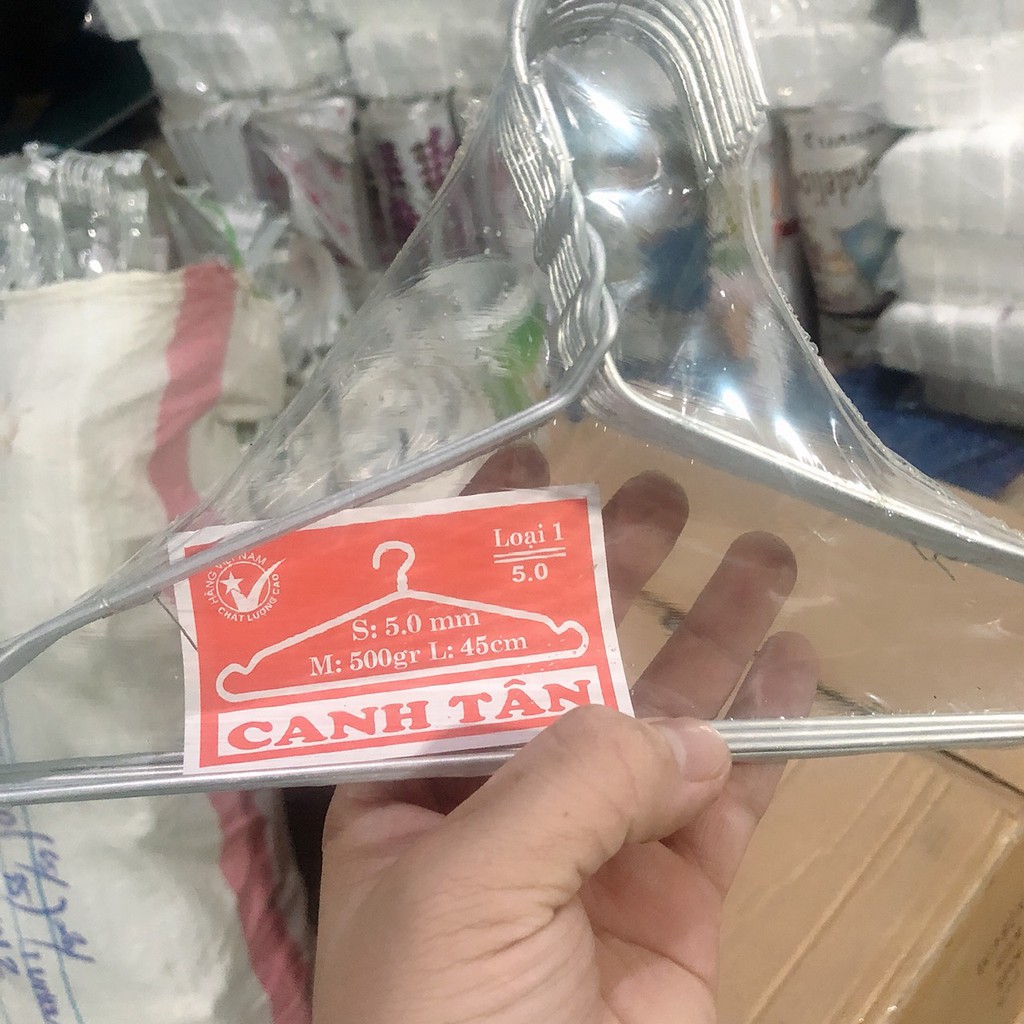 HÀNG VIỆT NAM
CHẤT LƯỢNG CAO
Loại 1
5.0
S: 5.0 mm
M: 500gr L: 45cm
CANH TÂN